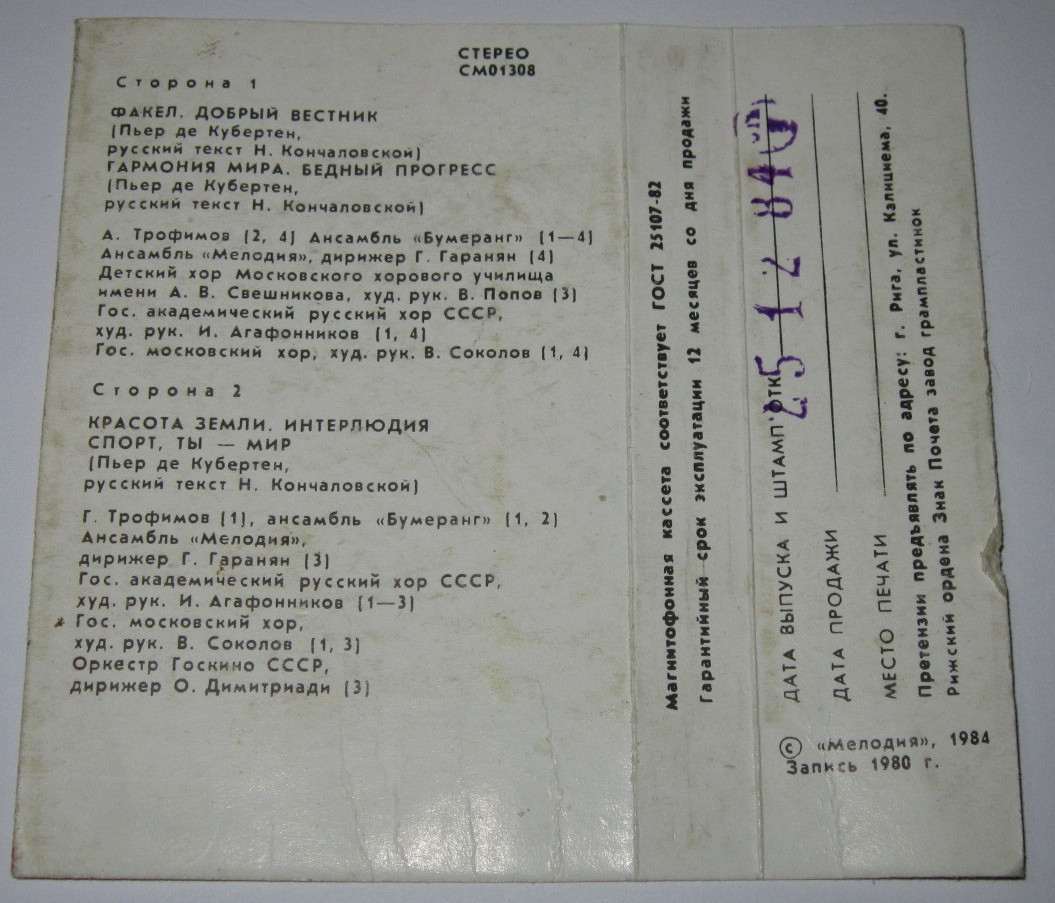 СТЕРЕО
СМ01308
Сторона 1
ФАКЕЛ. ДОБРЫЙ ВЕСТНИК
(Пьер де Кубертен,
русский текст Н. Кончаловской)
ГАРМОНИЯ МИРА. БЕДНЫЙ ПРОГРЕСС
(Пьер де Кубертен,
русский текст Н. Кончаловской)
А. Трофимов (2, 4) Ансамбль «Бумеранг» (1—4)
Ансамбль «Мелодия», дирижер Г. Гаранян (4)
Детский хор Московского хорового училища
имени А. В. Свешникова, худ. рук. В. Попов (3)
Гос. академический русский хор СССР,
худ. рук. И. Агафонников (1, 4)
Гос. московский хор, худ. рук. В. Соколов (1, 4)
Сторона 2
КРАСОТА ЗЕМЛИ. ИНТЕРЛЮДИЯ
СПОРТ, ТЫ — МИР
(Пьер де Кубертен,
русский текст Н. Кончаловской)
Г. Трофимов (1), ансамбль «Бумеранг» (1, 2)
Ансамбль «Мелодия»,
дирижер Г. Гаранян (3)
Гос. академический русский хор СССР,
худ. рук. И. Агафонников (1—3)
Гос. московский хор,
худ. рук. В. Соколов (1, 3)
Оркестр Госкино СССР,
дирижер О. Димитриади (3)
Магнитофонная кассета соответствует ГОСТ 25107-82
Гарантийный срок эксплуатации 12 месяцев со дня продажи
ДАТА ВЫПУСКА И ШТАМП ОТК 25 12 84
ДАТА ПРОДАЖИ
МЕСТО ПЕЧАТИ
Претензии предъявлять по адресу: г. Рига, ул. Калнциема, 40.
Рижский ордена Знак Почета завод грампластинок
© «Мелодия», 1984
Запись 1980 г.